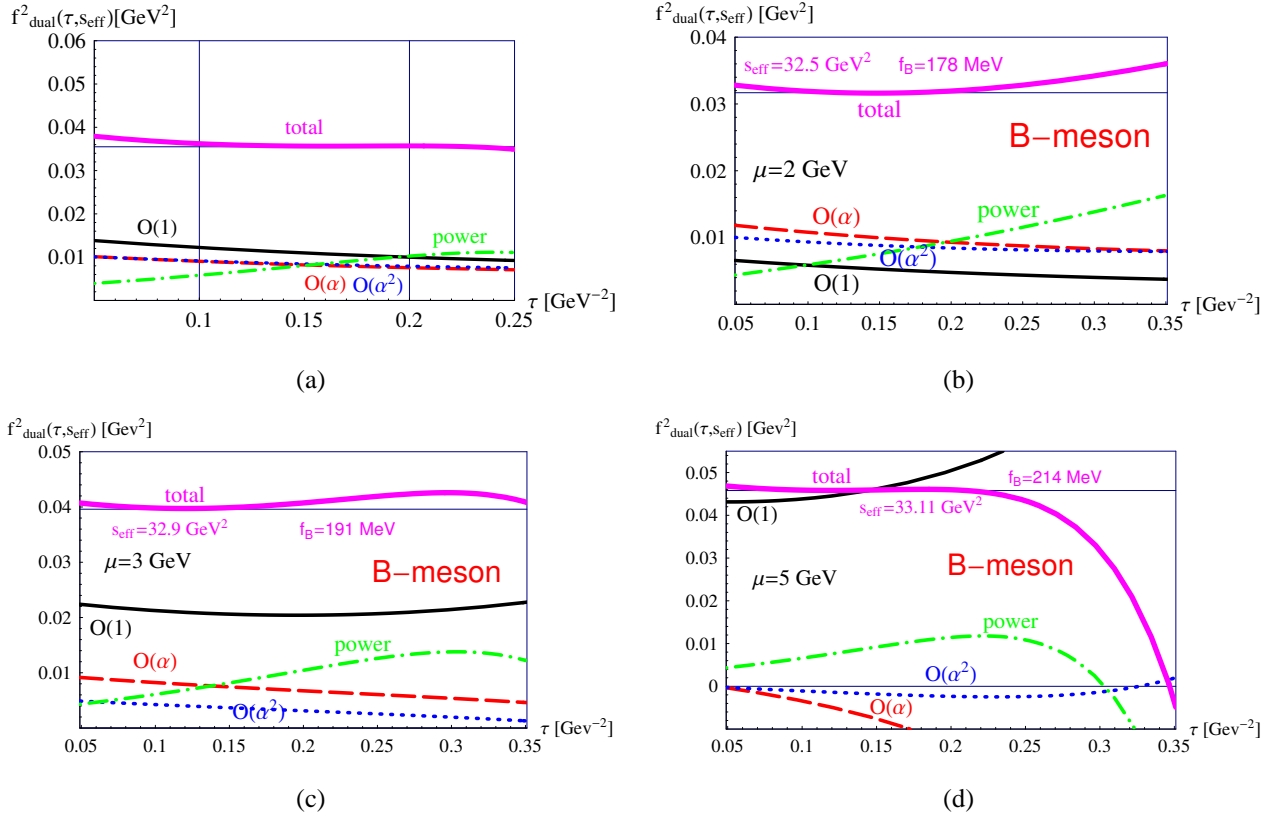 f²dual(τ,seff)[GeV²]
0.06
0.05
0.04
0.03
0.02
0.01
total
O(1)
power
O(α) O(α²)
τ [GeV⁻²]
0.1 0.15 0.2 0.25
(a)
f²dual(τ,seff) [Gev²]
0.04
0.03
0.02
0.01
0
seff=32.5 GeV² fB=178 MeV
total
B−meson
μ=2 GeV
power
O(α)
O(α²)
O(1)
τ [GeV⁻²]
0.05 0.1 0.15 0.2 0.25 0.3 0.35
(b)
f²dual(τ,seff) [Gev²]
0.05
0.04
0.03
0.02
0.01
total
seff=32.9 GeV² fB=191 MeV
μ=3 GeV
B−meson
O(1)
power
O(α)
O(α²)
τ [Gev⁻²]
0.05 0.1 0.15 0.2 0.25 0.3 0.35
(c)
f²dual(τ,seff) [Gev²]
0.05
0.04
0.03
0.02
0.01
0
total
fB=214 MeV
O(1)
seff=33.11 GeV²
B−meson
μ=5 GeV
power
O(α²)
O(α)
τ [Gev⁻²]
0.05 0.1 0.15 0.2 0.25 0.3 0.35
(d)